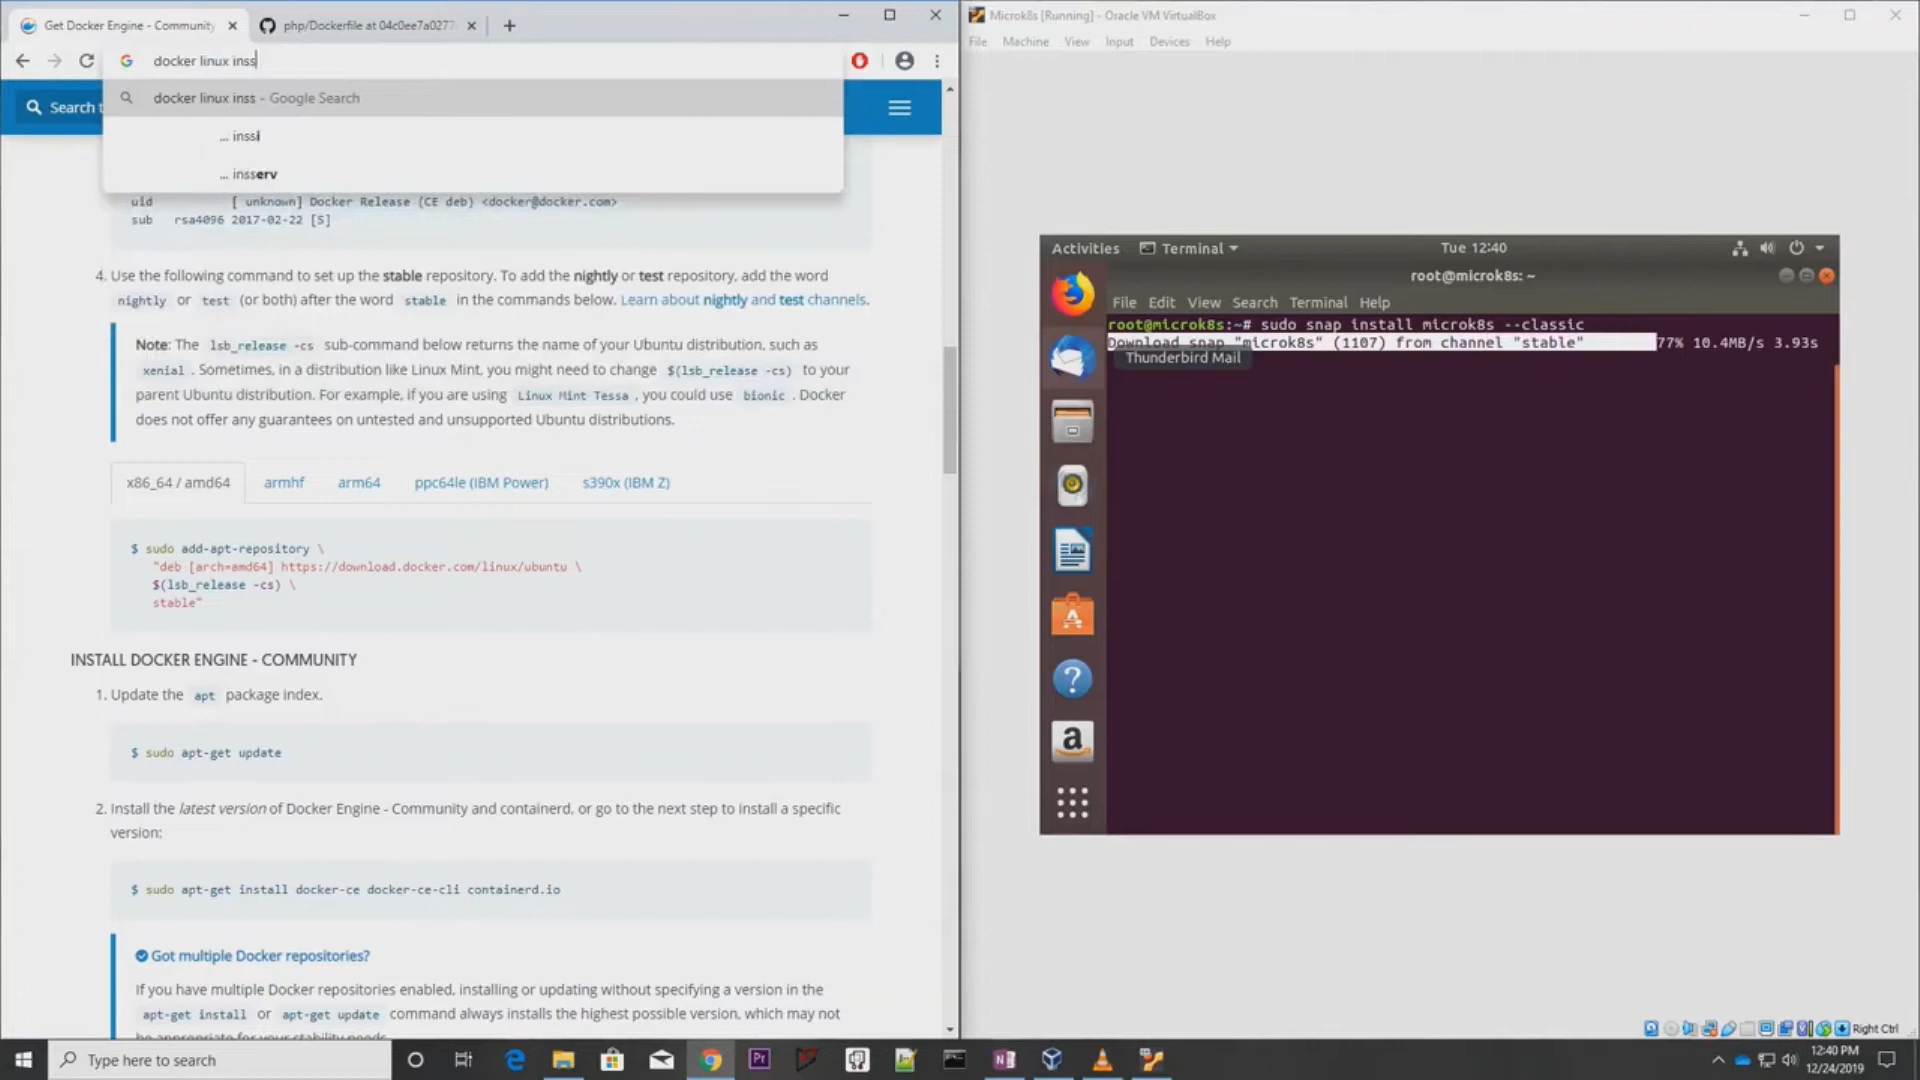 Get Docker Engine - Community
php/Dockerfile at 04c0ee7a0277
docker linux inss
docker linux inss - Google Search
... inssl
... insserv
Search t
uid [ unknown] Docker Release (CE deb) <docker@docker.com>
sub rsa4096 2017-02-22 [S]
4. Use the following command to set up the stable repository. To add the nightly or test repository, add the word
nightly or test (or both) after the word stable in the commands below. Learn about nightly and test channels.
Note: The lsb_release -cs sub-command below returns the name of your Ubuntu distribution, such as
xenial . Sometimes, in a distribution like Linux Mint, you might need to change $(lsb_release -cs) to your
parent Ubuntu distribution. For example, if you are using Linux Mint Tessa , you could use bionic . Docker
does not offer any guarantees on untested and unsupported Ubuntu distributions.
x86_64 / amd64 armhf arm64 ppc64le (IBM Power) s390x (IBM Z)
$ sudo add-apt-repository \
"deb [arch=amd64] https://download.docker.com/linux/ubuntu \
$(lsb_release -cs) \
stable"
INSTALL DOCKER ENGINE - COMMUNITY
1. Update the apt package index.
$ sudo apt-get update
2. Install the latest version of Docker Engine - Community and containerd, or go to the next step to install a specific
version:
$ sudo apt-get install docker-ce docker-ce-cli containerd.io
Got multiple Docker repositories?
If you have multiple Docker repositories enabled, installing or updating without specifying a version in the
apt-get install or apt-get update command always installs the highest possible version, which may not
be appropriate for your stability needs.
Microk8s [Running] - Oracle VM VirtualBox
File Machine View Input Devices Help
Activities Terminal Tue 12:40
root@microk8s: ~
File Edit View Search Terminal Help
root@microk8s:~# sudo snap install microk8s --classic
Download snap "microk8s" (1107) from channel "stable" 77% 10.4MB/s 3.93s
Thunderbird Mail
Right Ctrl
Type here to search
12:40 PM
12/24/2019